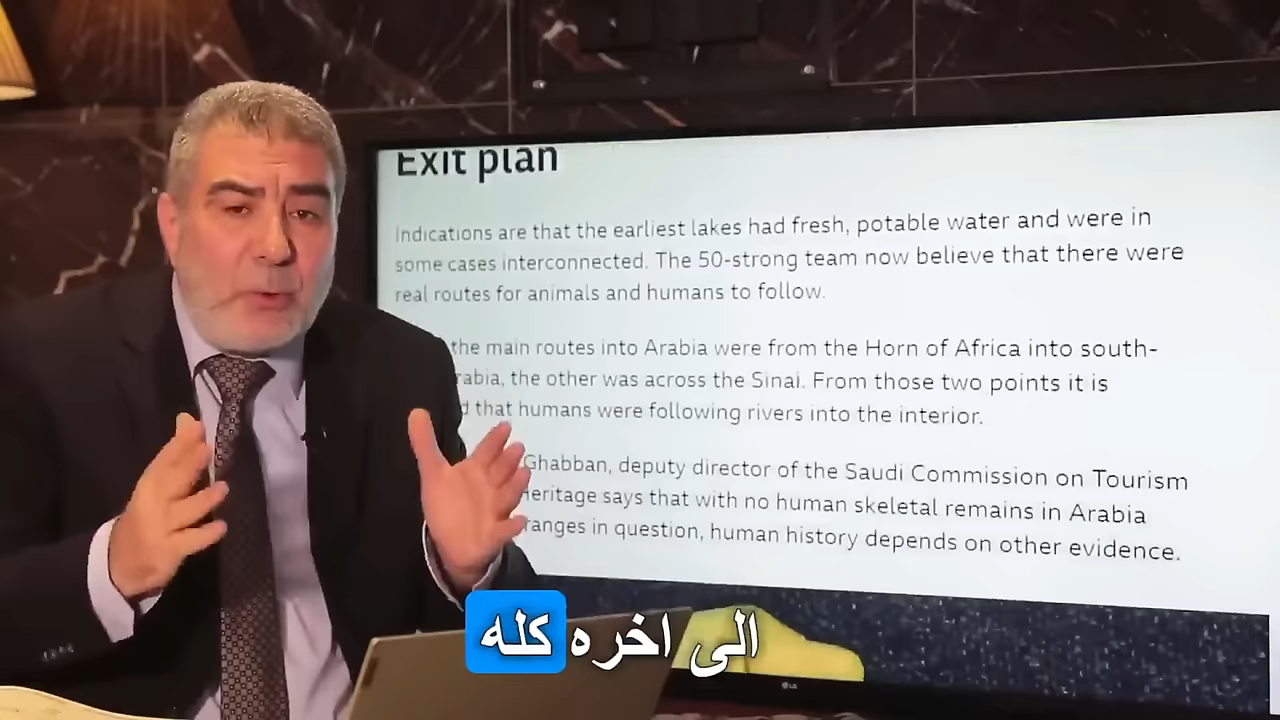 Exit plan
Indications are that the earliest lakes had fresh, potable water and were in
some cases interconnected. The 50-strong team now believe that there were
real routes for animals and humans to follow.
the main routes into Arabia were from the Horn of Africa into south-
rabia, the other was across the Sinai. From those two points it is
d that humans were following rivers into the interior.
Ghabban, deputy director of the Saudi Commission on Tourism
Heritage says that with no human skeletal remains in Arabia
ranges in question, human history depends on other evidence.
الى اخره كله
LG